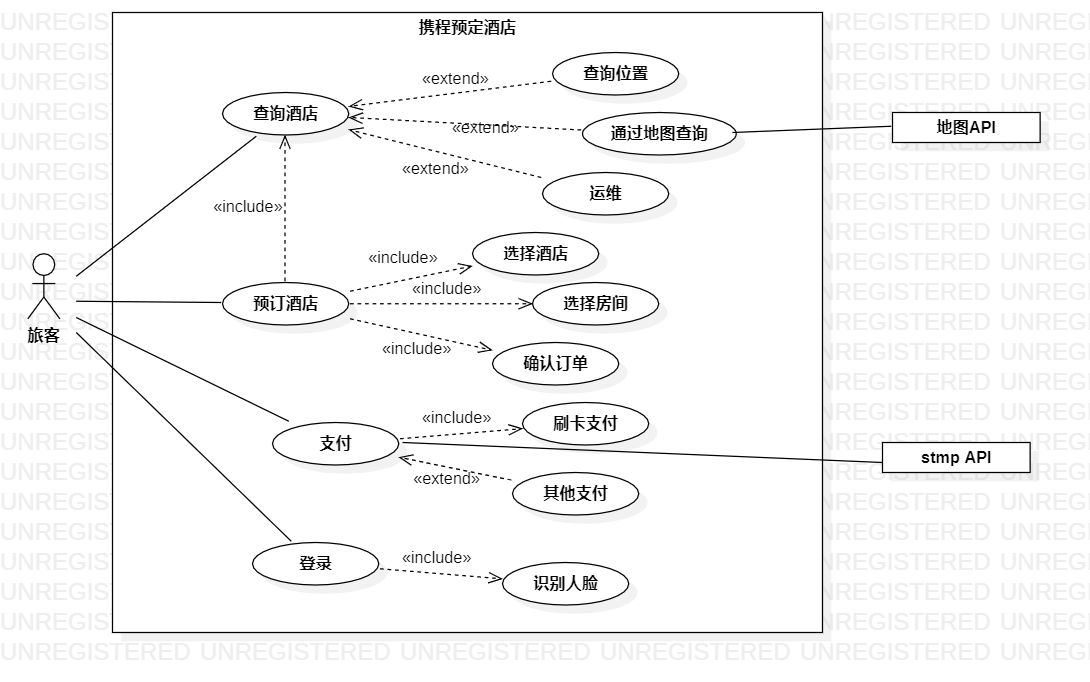 携程预定酒店
查询位置
«extend»
查询酒店
通过地图查询
«extend»
地图API
«extend»
运维
«include»
选择酒店
«include»
«include»
预订酒店
选择房间
旅客
«include»
确认订单
«include»
刷卡支付
支付
stmp API
«extend»
其他支付
登录
«include»
识别人脸
UNREGISTERED UNREGISTERED UNREGISTERED UNREGISTERED UNREGISTERED UNREGIS